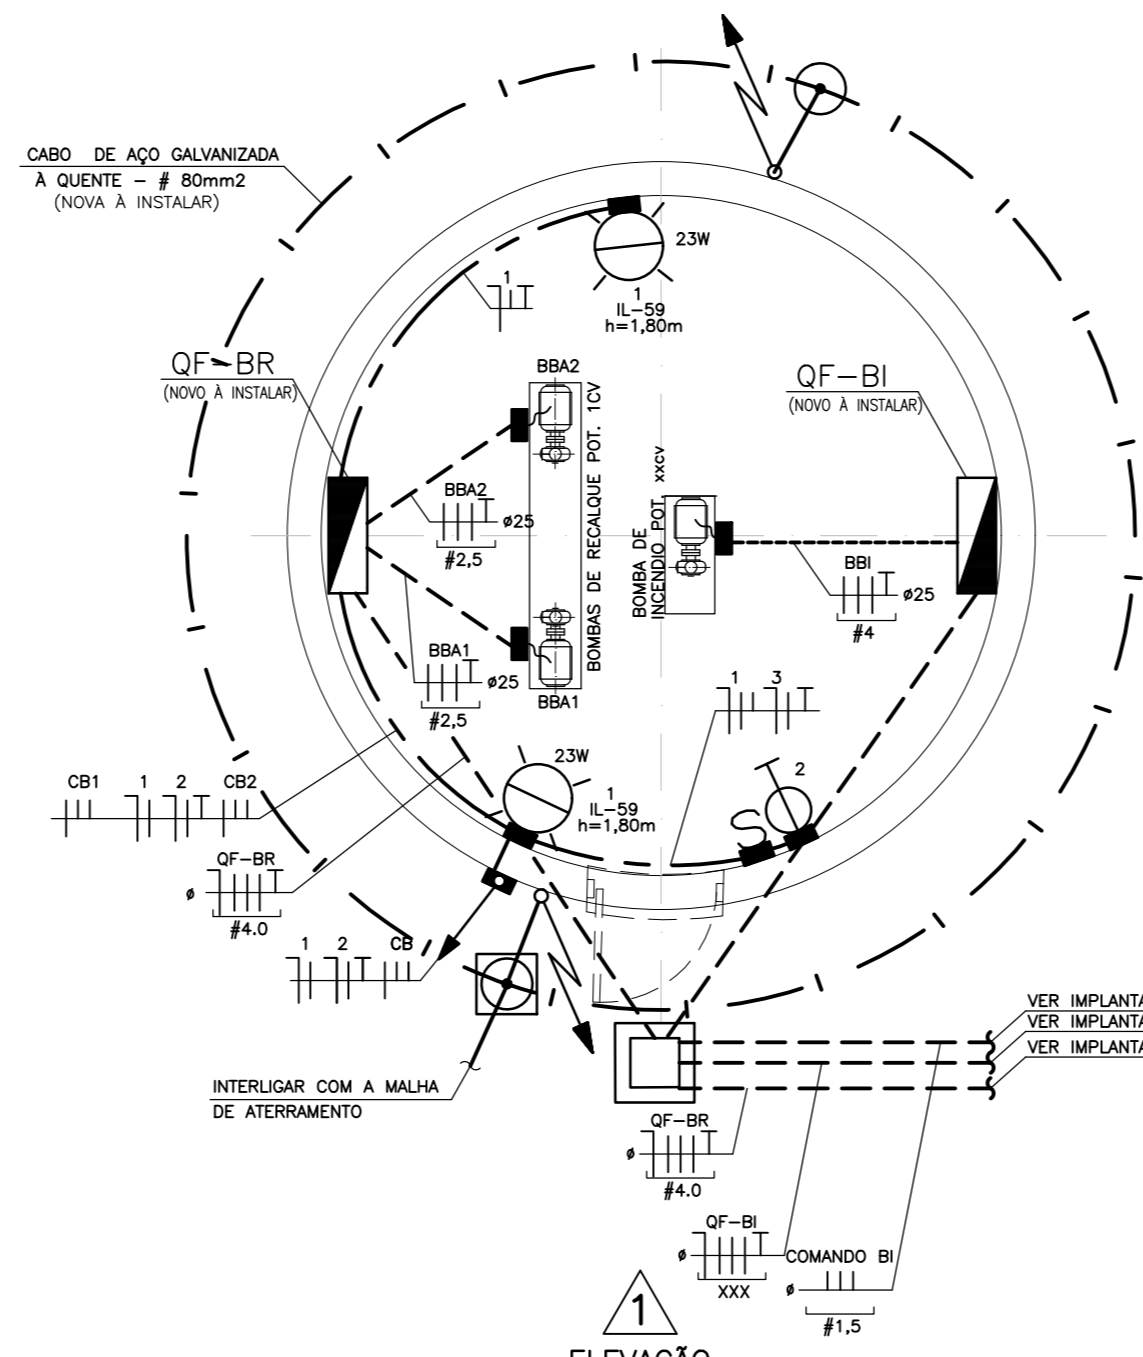 CABO DE AÇO GALVANIZADA
À QUENTE - # 80mm2
(NOVA À INSTALAR)
23W
1
IL-59
h=1,80m
1
QF-BR
(NOVO À INSTALAR)
BBA2
QF-BI
(NOVO À INSTALAR)
BOMBAS DE RECALQUE POT. 1CV
BOMBA DE
INCENDIO POT. xxcv
BBA2
ø25
#2,5
BBI
ø25
#4
BBA1
ø25
#2,5
BBA1
1 3
23W
1
IL-59
h=1,80m
2
S
CB1 1 2 CB2
QF-BR
ø
#4.0
1 2 CB
VER IMPLANTA
VER IMPLANTA
VER IMPLANTA
INTERLIGAR COM A MALHA
DE ATERRAMENTO
QF-BR
ø
#4.0
QF-BI
ø
XXX
COMANDO BI
ø
#1,5
1
ELEVAÇÃO